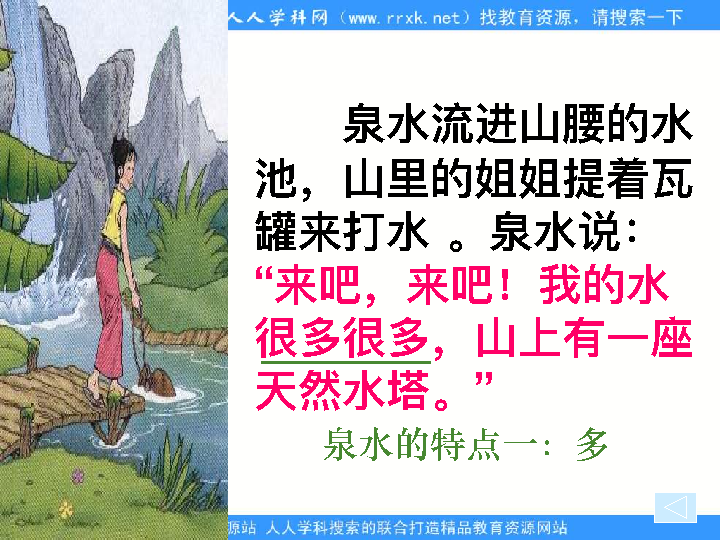 人人学科网（www.rrxk.net）找教育资源，请搜索一下
泉水流进山腰的水
池，山里的姐姐提着瓦
罐来打水 。泉水说：
“来吧，来吧！我的水
很多很多，山上有一座
天然水塔。”
泉水的特点一：多
源站 人人学科搜索的联合打造精品教育资源网站